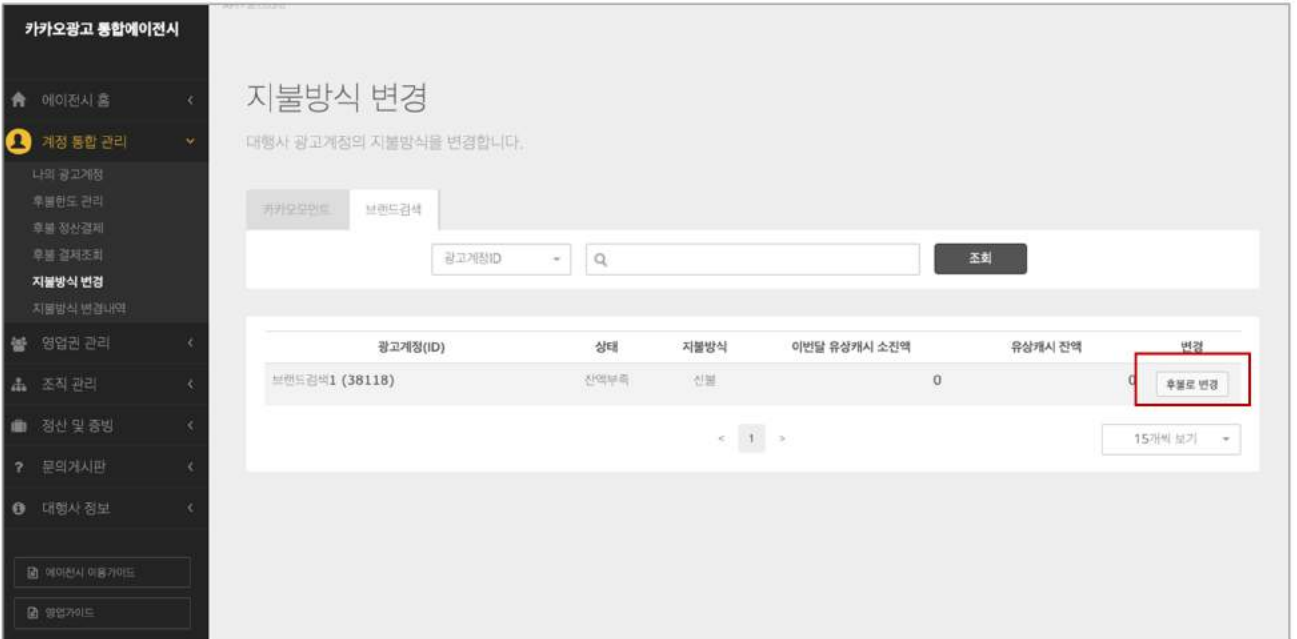 카카오광고 통합에이전시
에이전시 홈
계정 통합 관리
나의 광고계정
후불한도 관리
후불 정산결제
후불 결제조회
지불방식 변경
지불방식 변경내역
영업권 관리
조직 관리
정산 및 증빙
문의게시판
대행사 정보
에이전시 이용가이드
영업가이드
지불방식 변경
대행사 광고계정의 지불방식을 변경합니다.
카카오모먼트 브랜드검색
광고계정ID 조회
광고계정(ID) 상태 지불방식 이번달 유상캐시 소진액 유상캐시 잔액 변경
브랜드검색1 (38118) 잔액부족 선불 0 0 후불로 변경
< 1 > 15개씩 보기